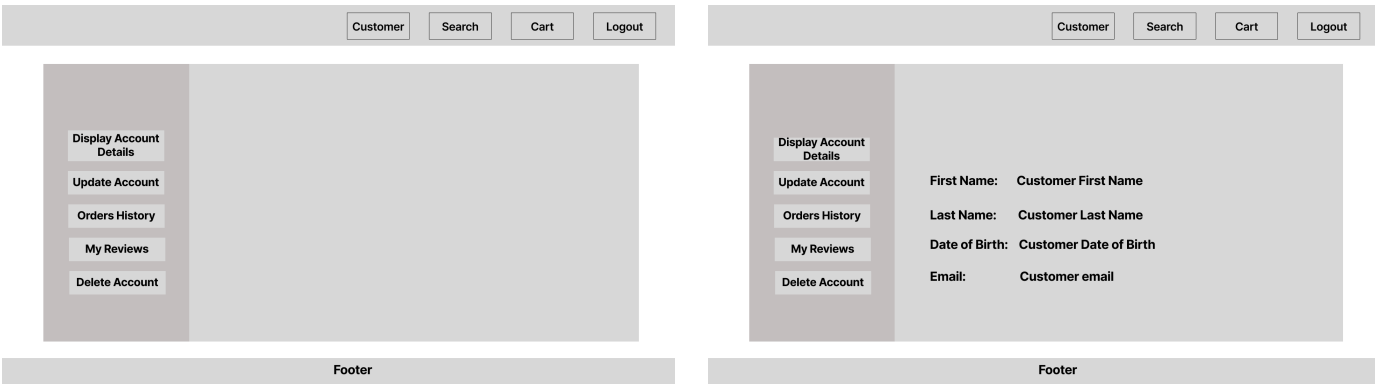 Customer Search Cart Logout
Display Account
Details
Update Account
Orders History
My Reviews
Delete Account
Footer
Customer Search Cart Logout
Display Account
Details
Update Account
Orders History
My Reviews
Delete Account
First Name: Customer First Name
Last Name: Customer Last Name
Date of Birth: Customer Date of Birth
Email: Customer email
Footer